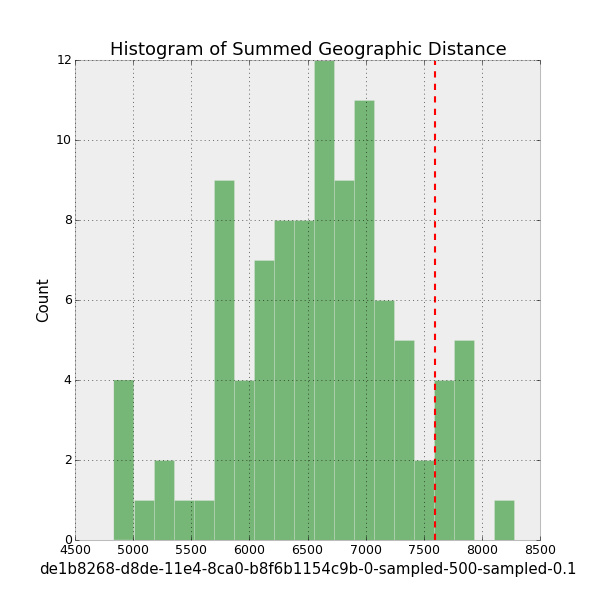 Histogram of Summed Geographic Distance
12
10
8
6
4
2
0
Count
4500 5000 5500 6000 6500 7000 7500 8000 8500
de1b8268-d8de-11e4-8ca0-b8f6b1154c9b-0-sampled-500-sampled-0.1